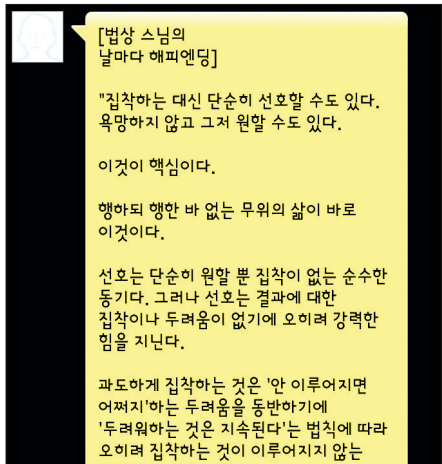 [법상 스님의
날마다 해피엔딩]
"집착하는 대신 단순히 선호할 수도 있다.
욕망하지 않고 그저 원할 수도 있다.
이것이 핵심이다.
행하되 행한 바 없는 무위의 삶이 바로
이것이다.
선호는 단순히 원할 뿐 집착이 없는 순수한
동기다. 그러나 선호는 결과에 대한
집착이나 두려움이 없기에 오히려 강력한
힘을 지닌다.
과도하게 집착하는 것은 '안 이루어지면
어쩌지'하는 두려움을 동반하기에
'두려워하는 것은 지속된다'는 법칙에 따라
오히려 집착하는 것이 이루어지지 않는